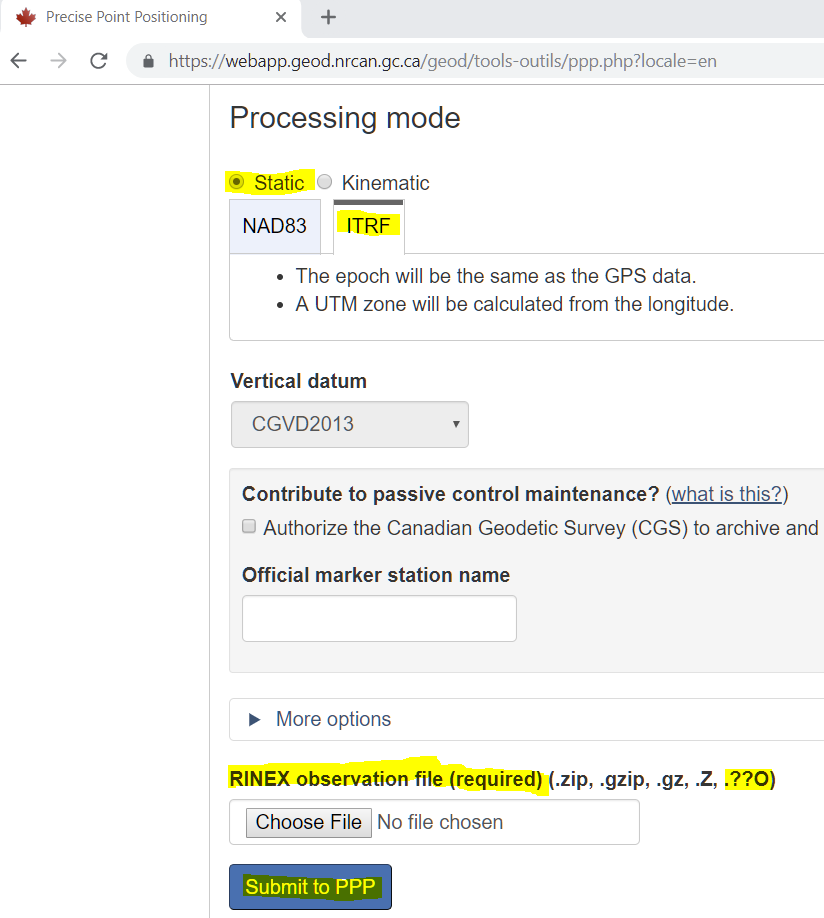 Precise Point Positioning
https://webapp.geod.nrcan.gc.ca/geod/tools-outils/ppp.php?locale=en
Processing mode
Static Kinematic
NAD83 ITRF
The epoch will be the same as the GPS data.
A UTM zone will be calculated from the longitude.
Vertical datum
CGVD2013
Contribute to passive control maintenance? (what is this?)
Authorize the Canadian Geodetic Survey (CGS) to archive and
Official marker station name
More options
RINEX observation file (required) (.zip, .gzip, .gz, .Z, .??O)
Choose File No file chosen
Submit to PPP